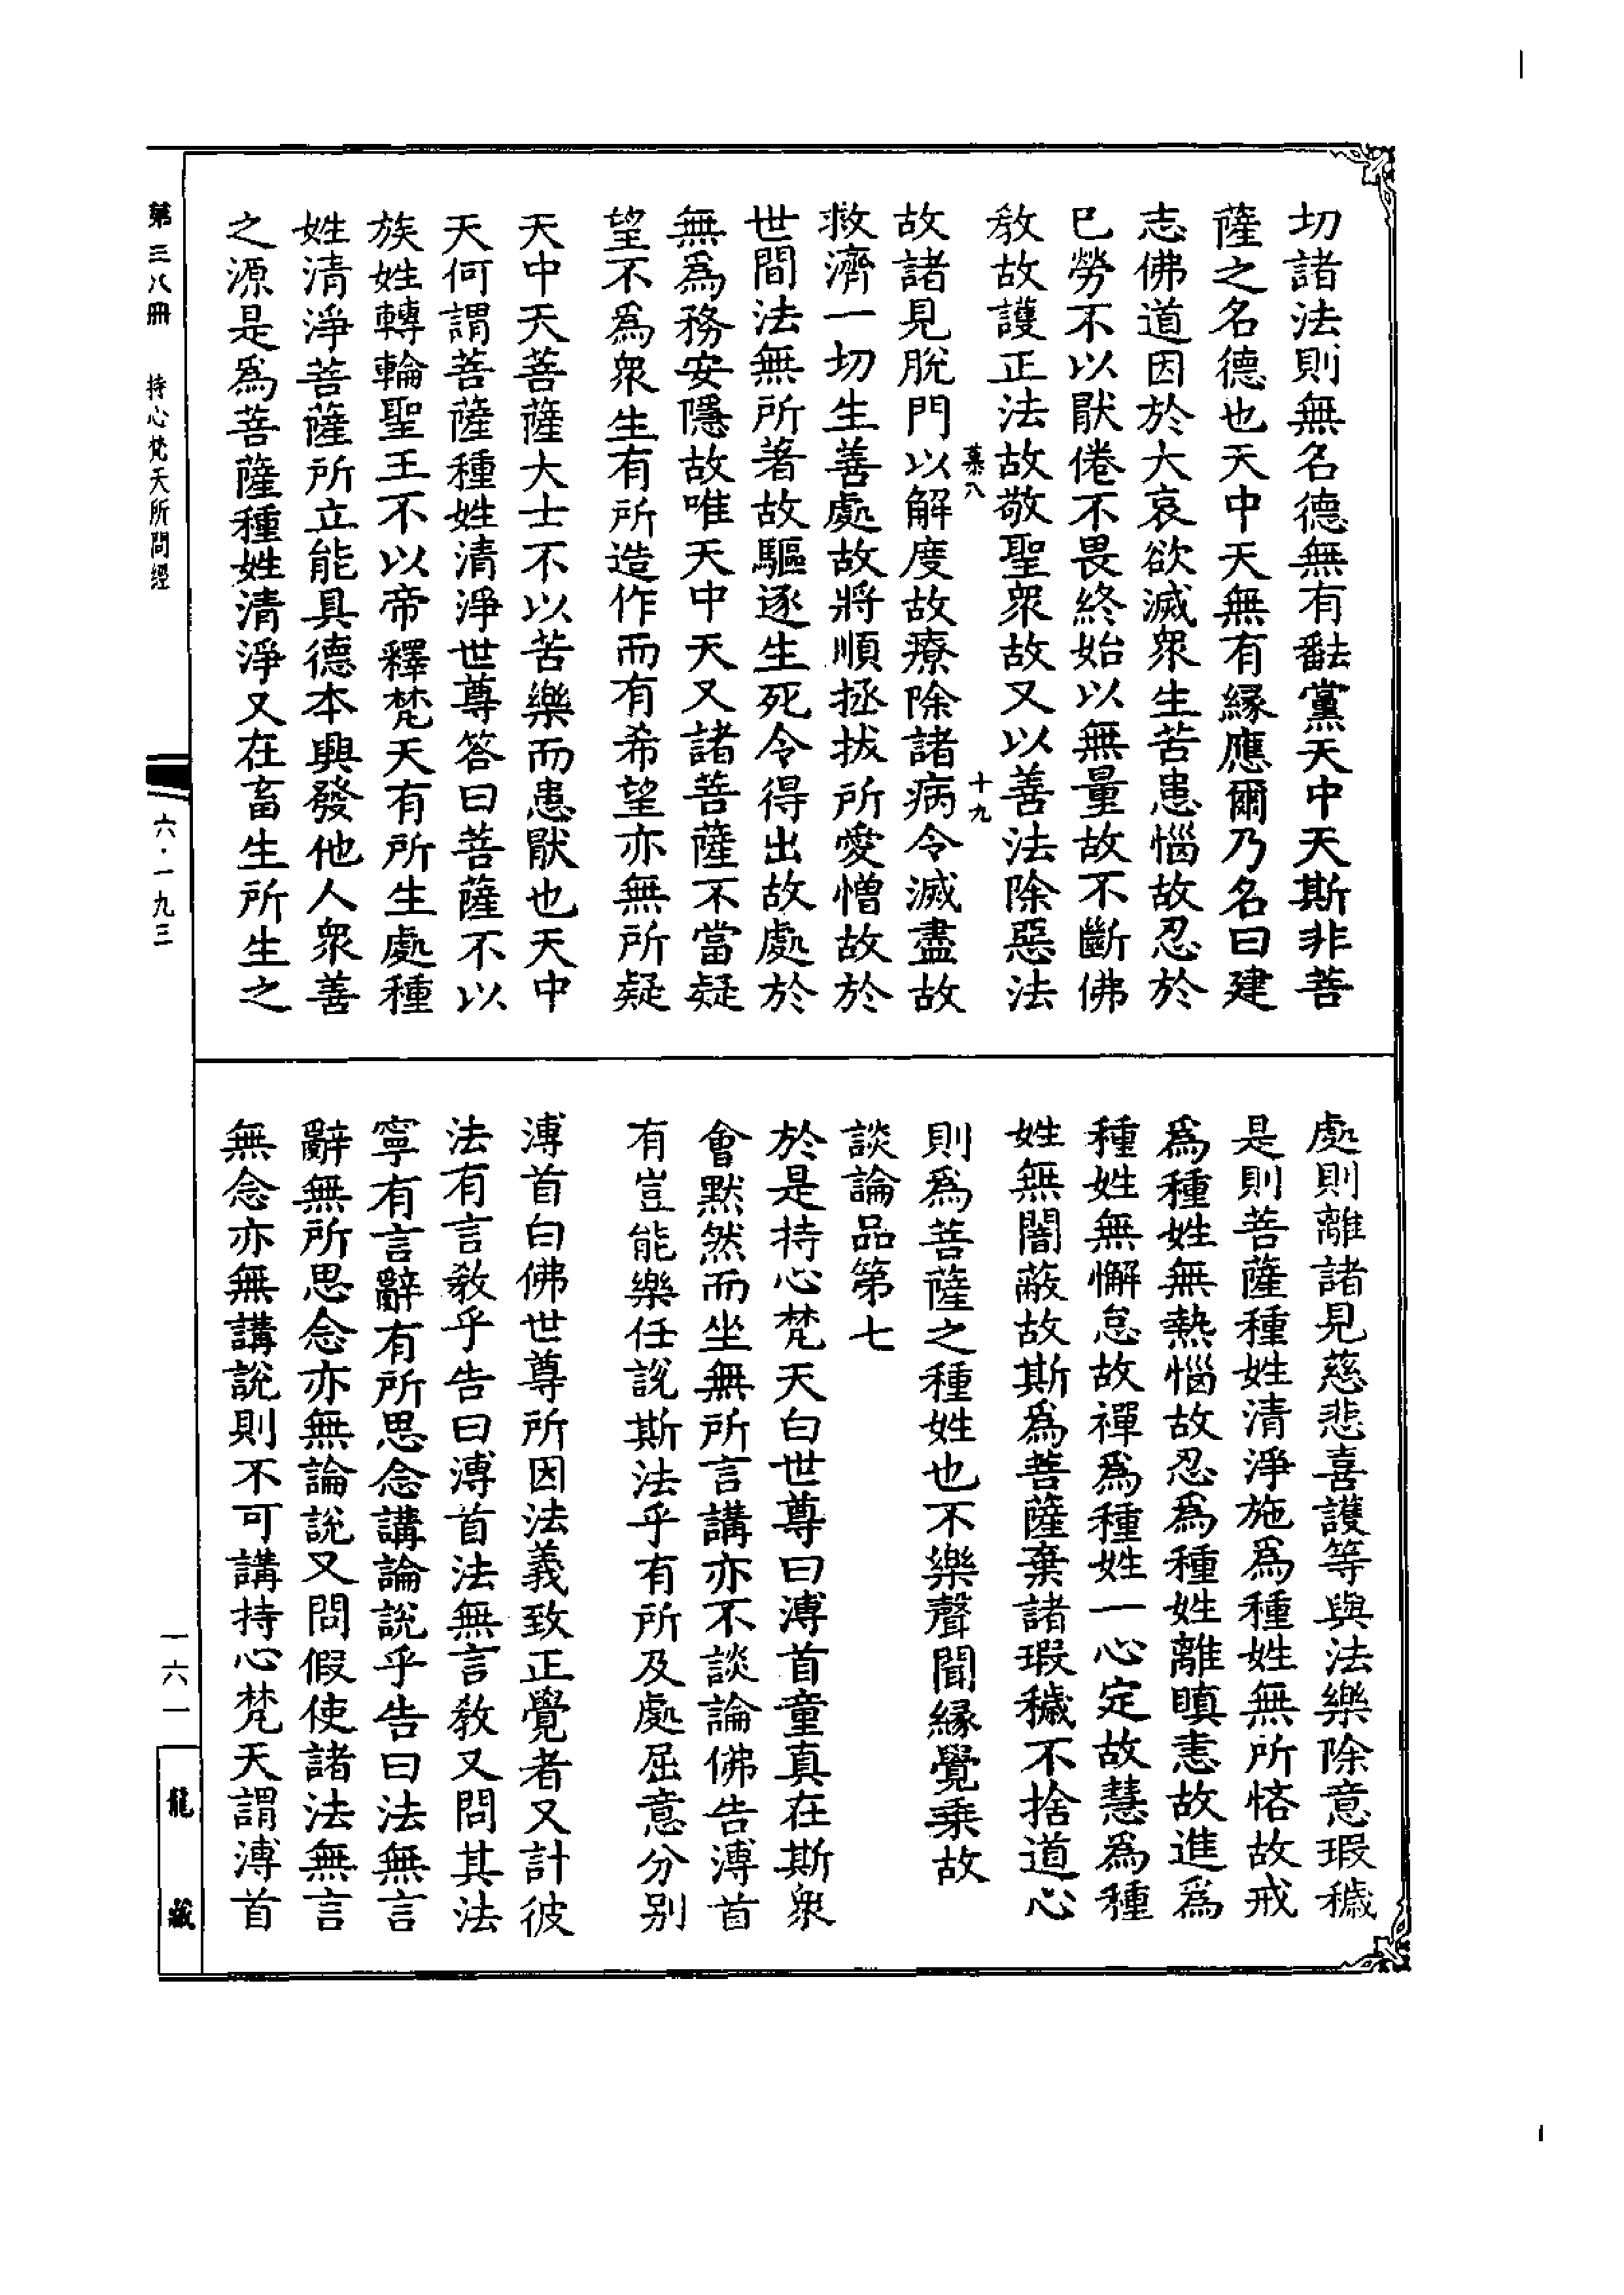 切諸法則無名德無有黨天中天斯非菩
薩之名德也天中天無有緣應爾乃名曰建
志佛道因於大哀欲滅衆生苦患惱故忍於
已勞不以厭倦不畏終始以無量故不斷佛
教故護正法故敬聖衆故又以善法除惡法
慕八
十九
故諸見脫門以解度故療除諸病令滅盡故
救濟一切生善處故將順拯拔所愛憎故於
世間法無所著故驅逐生死令得出故處於
無爲務安隱故唯天中天又諸菩薩不當疑
望不爲衆生有所造作而有希望亦無所疑
天中天菩薩大士不以苦樂而患厭也天中
天何謂菩薩種姓清淨世尊答曰菩薩不以
族姓轉輪聖王不以帝釋梵天有所生處種
姓清淨菩薩所立能具德本興發他人衆善
之源是爲菩薩種姓清淨又在畜生所生之
處則離諸見慈悲喜護等與法樂除意瑕穢
是則菩薩種姓清淨施爲種姓無所悋故戒
爲種姓無熱惱故忍爲種姓離瞋恚故進爲
種姓無懈怠故禪爲種姓一心定故慧爲種
姓無闇蔽故斯爲菩薩棄諸瑕穢不捨道心
則爲菩薩之種姓也不樂聲聞緣覺乘故
談論品第七
於是持心梵天白世尊曰溥首童真在斯衆
會默然而坐無所言講亦不談論佛告溥首
有豈能樂任說斯法乎有所及處屈意分別
溥首白佛世尊所因法義致正覺者又計彼
法有言教乎告曰溥首法無言教又問其法
寧有言辭有所思念講論說乎告曰法無言
辭無所思念亦無論說又問假使諸法無言
無念亦無講說則不可講持心梵天謂溥首
第三八冊
持心梵天所問經
六·一九三
一六一
龍藏